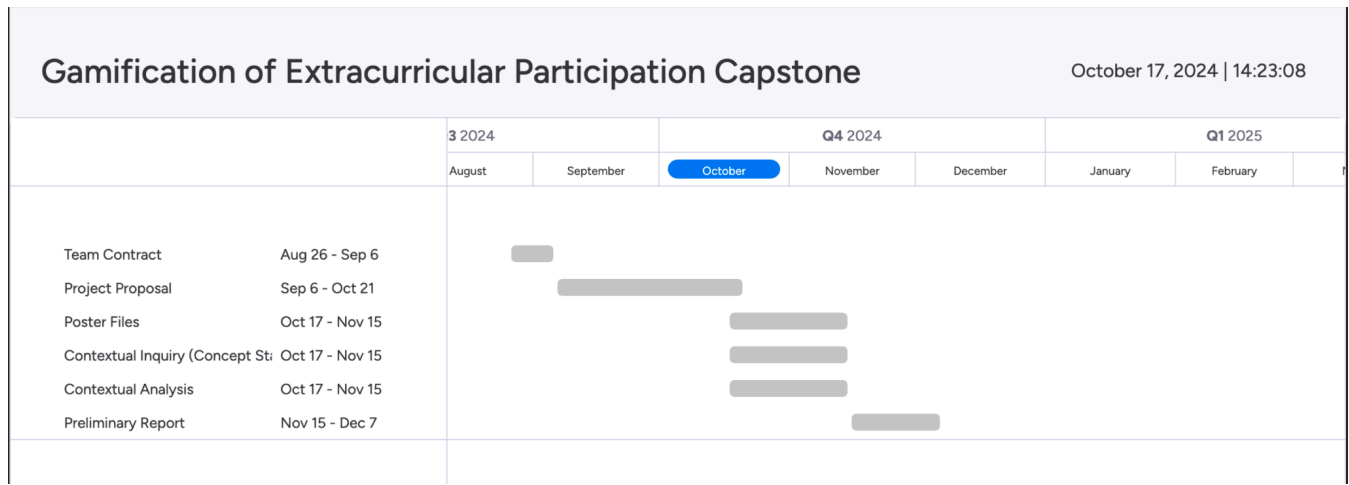 Gamification of Extracurricular Participation Capstone
October 17, 2024 | 14:23:08
3 2024
Q4 2024
Q1 2025
August
September
October
November
December
January
February
Team Contract
Aug 26 - Sep 6
Project Proposal
Sep 6 - Oct 21
Poster Files
Oct 17 - Nov 15
Contextual Inquiry (Concept Sta
Oct 17 - Nov 15
Contextual Analysis
Oct 17 - Nov 15
Preliminary Report
Nov 15 - Dec 7